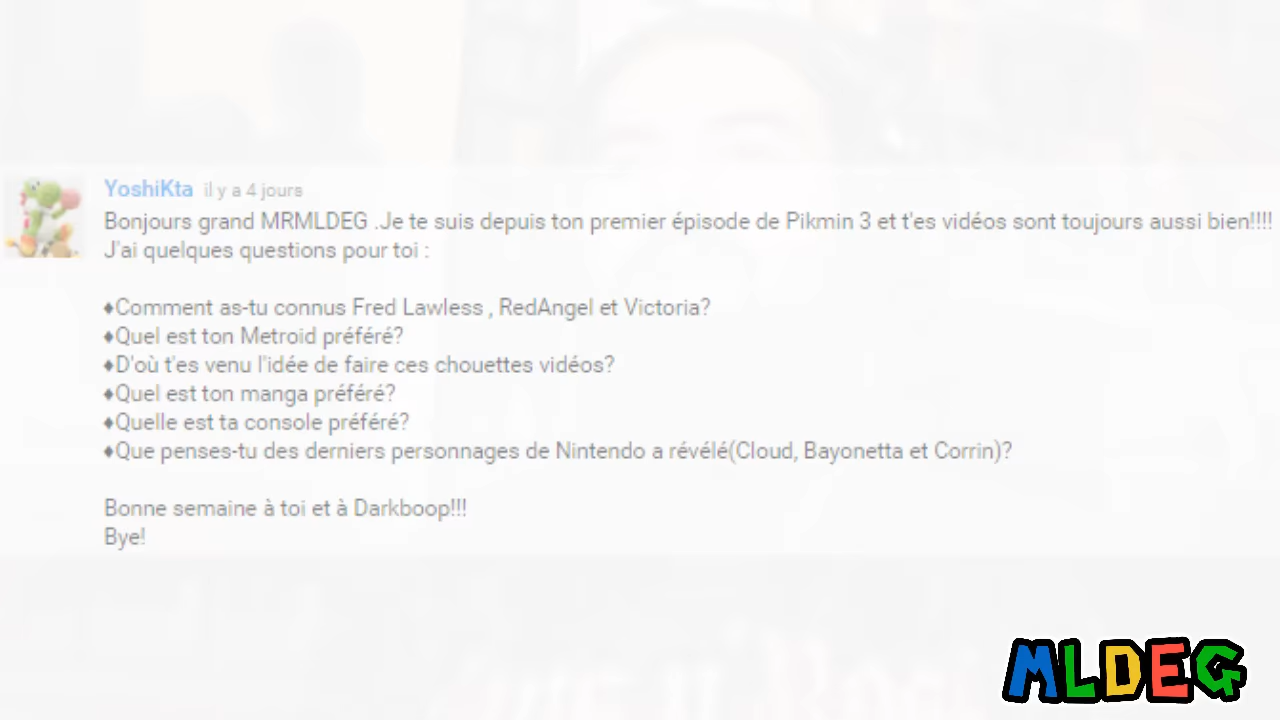 YoshiKta il y a 4 jours
Bonjours grand MRMLDEG .Je te suis depuis ton premier épisode de Pikmin 3 et t'es vidéos sont toujours aussi bien!!!!
J'ai quelques questions pour toi :
♦Comment as-tu connus Fred Lawless , RedAngel et Victoria?
♦Quel est ton Metroid préféré?
♦D'où t'es venu l'idée de faire ces chouettes vidéos?
♦Quel est ton manga préféré?
♦Quelle est ta console préféré?
♦Que penses-tu des derniers personnages de Nintendo a révélé(Cloud, Bayonetta et Corrin)?
Bonne semaine à toi et à Darkboop!!!
Bye!
MLDEG